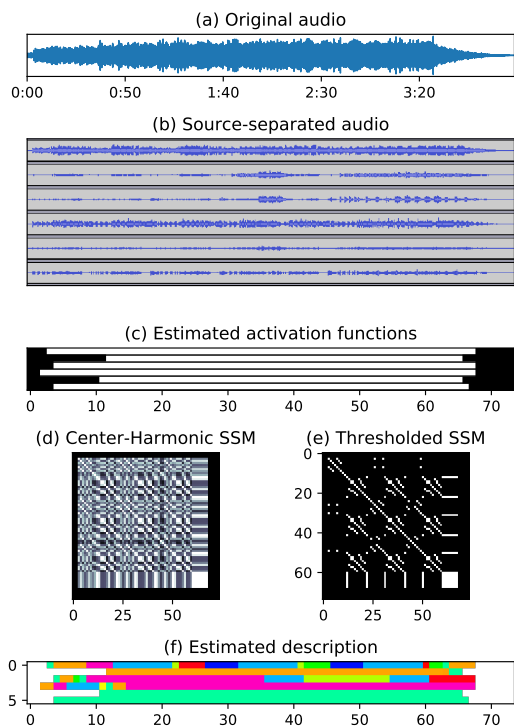 (a) Original audio
0:00 0:50 1:40 2:30 3:20
(b) Source-separated audio
(c) Estimated activation functions
0 10 20 30 40 50 60 70
(d) Center-Harmonic SSM
(e) Thresholded SSM
0
20
40
60
0 25 50
0 25 50
(f) Estimated description
0
5
0 10 20 30 40 50 60 70